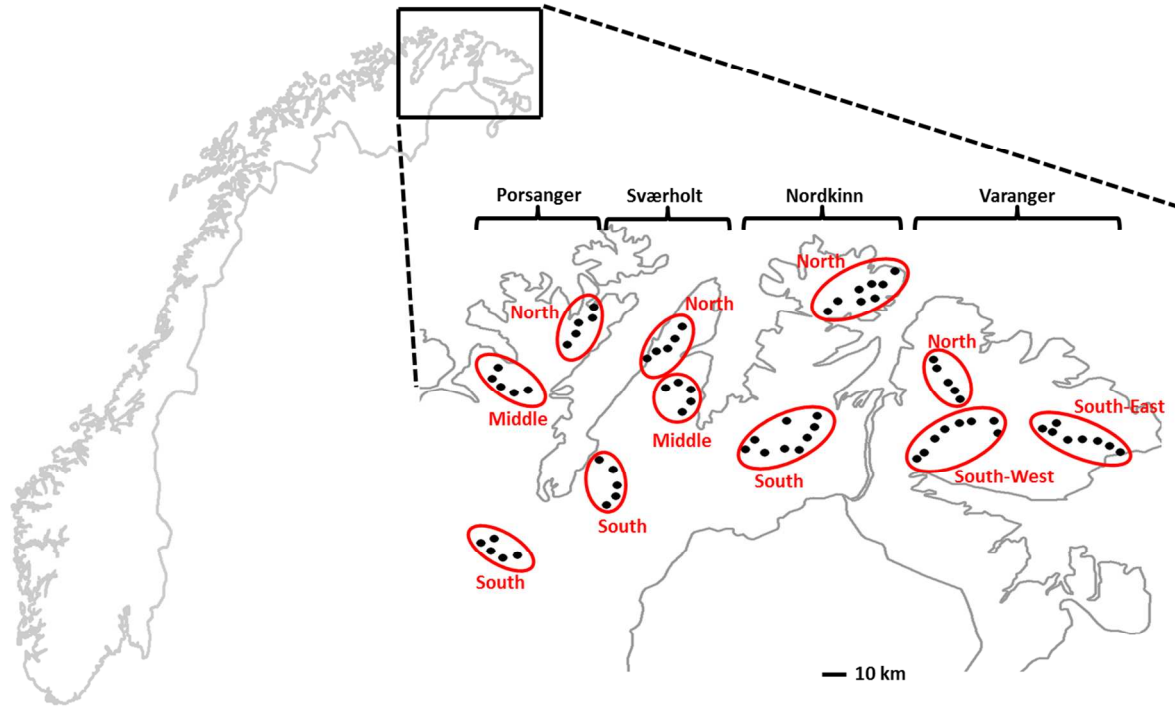 Porsanger
Sværholt
Nordkinn
Varanger
North
North
North
North
Middle
Middle
South-East
South
South-West
South
South
10 km